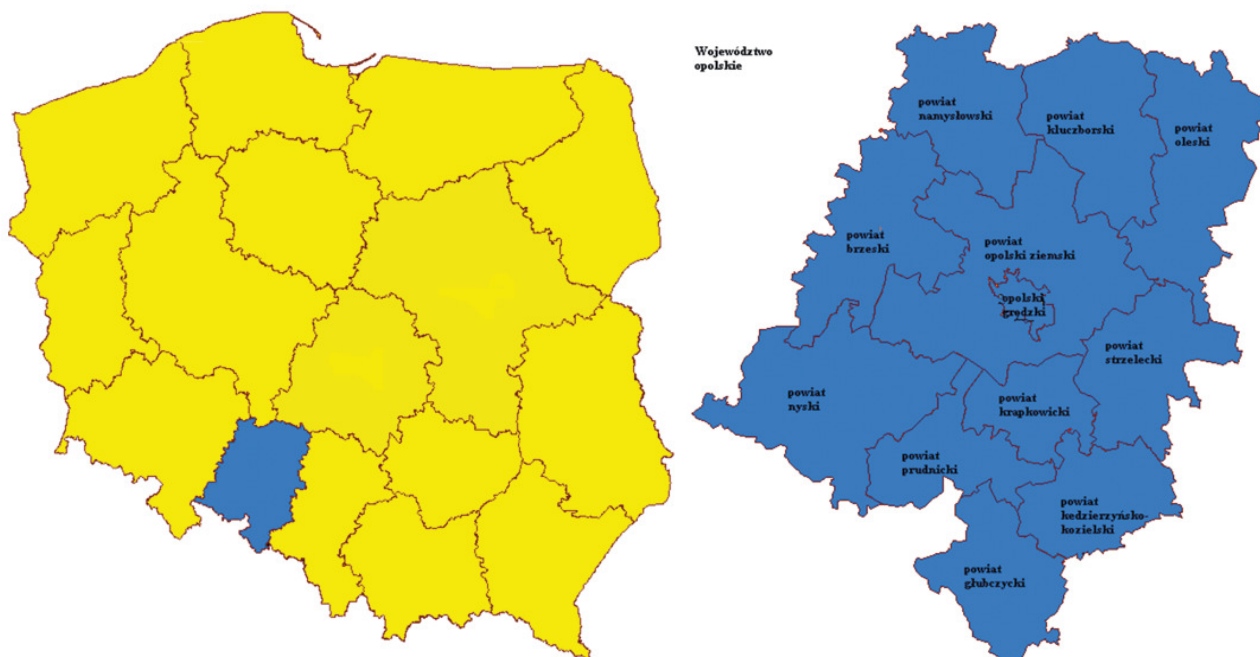 Województwo
opolskie
powiat
namysłowski
powiat
kluczborski
powiat
oleski
powiat
brzeski
powiat
opolski ziemski
opolski
grodzki
powiat
strzelecki
powiat
nyski
powiat
krapkowicki
powiat
prudnicki
powiat
kedzierzyńsko-
kozielski
powiat
głubczycki